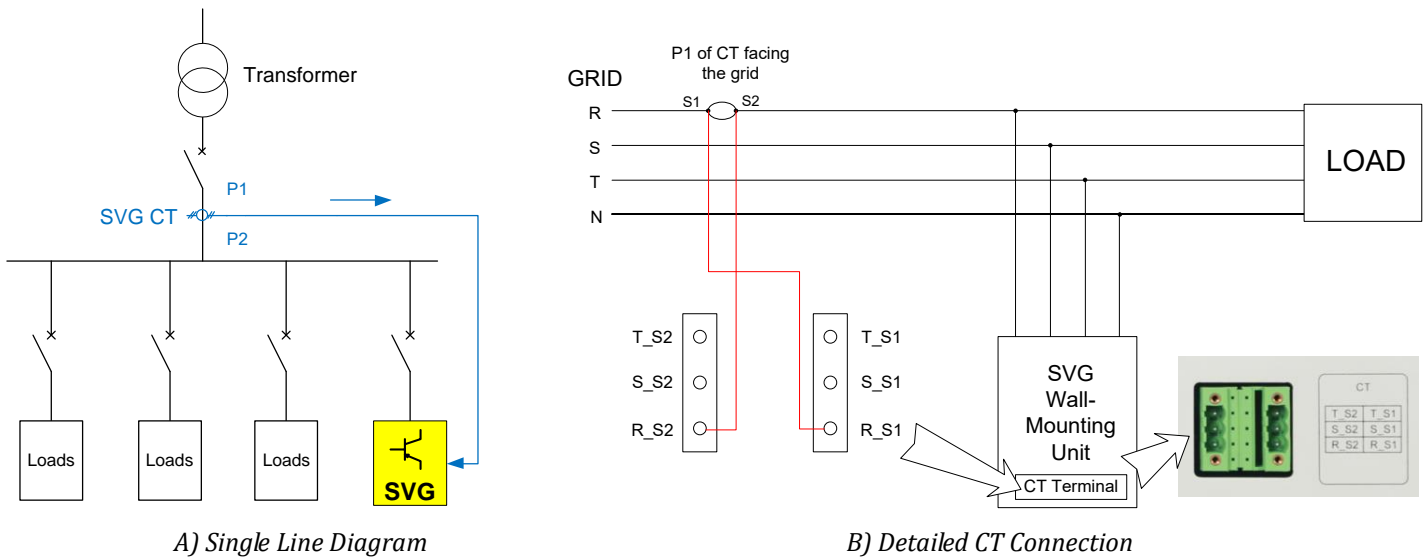 Transformer
P1
SVG CT
P2
Loads
Loads
Loads
SVG
A) Single Line Diagram
P1 of CT facing
the grid
GRID
S1 S2
R
S
T
N
LOAD
T_S2
S_S2
R_S2
T_S1
S_S1
R_S1
SVG
Wall-
Mounting
Unit
CT Terminal
CT
T_S2 T_S1
S_S2 S_S1
R_S2 R_S1
B) Detailed CT Connection